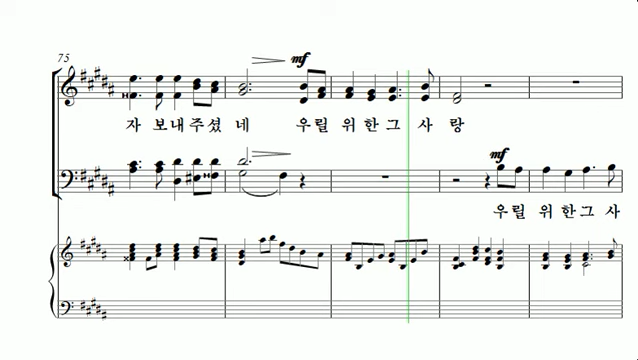 75
mf
자 보내주셨 네 우릴 위 한그 사 랑
mf
우릴 위 한그 사